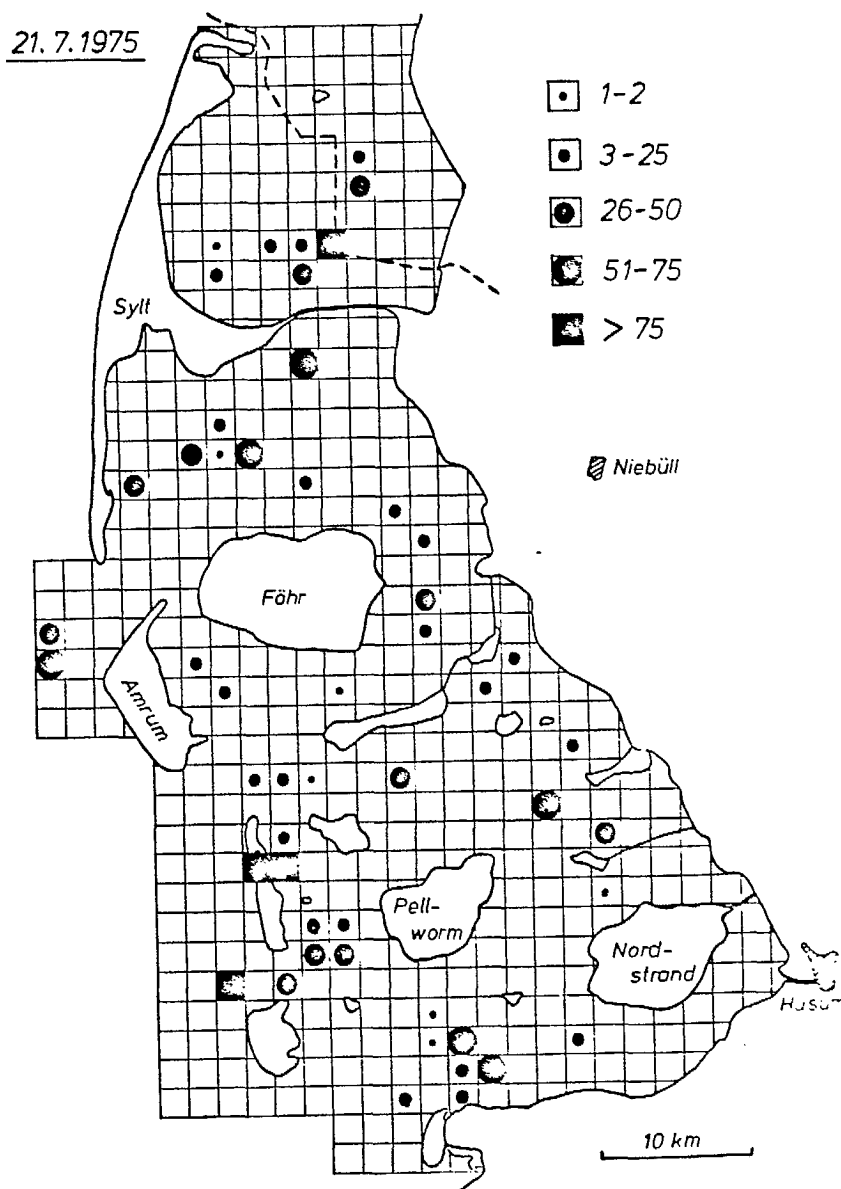 21.7.1975
1-2
3-25
26-50
51-75
> 75
Sylt
Niebüll
Föhr
Amrum
Pell-
worm
Nord-
strand
Husum
10 km